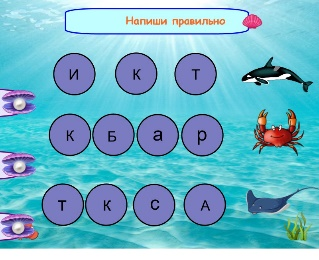 Напиши правильно
И К Т
К Б а р
т К С А